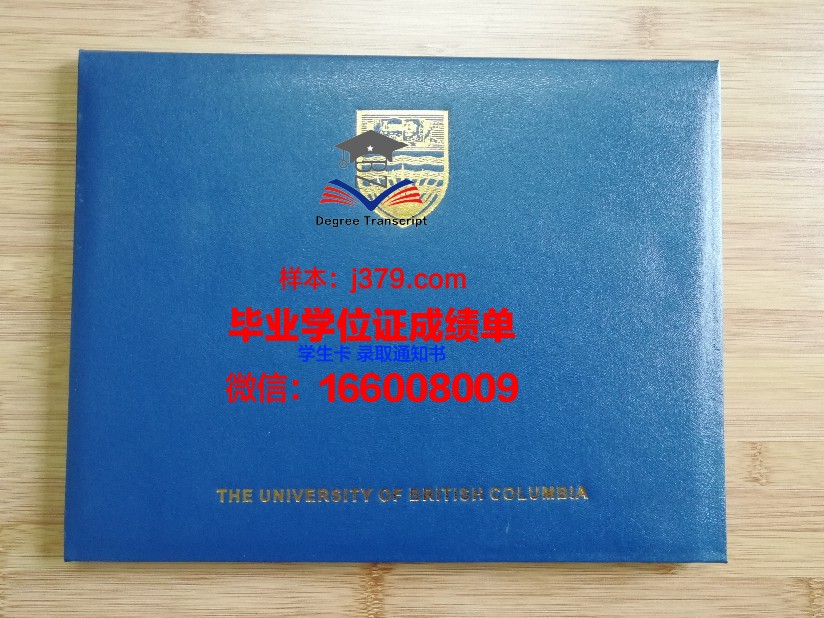 Degree Transcript
样本：j379.com
毕业学位证成绩单
学生卡 录取通知书
微信：166008009
THE UNIVERSITY OF BRITISH COLUMBIA